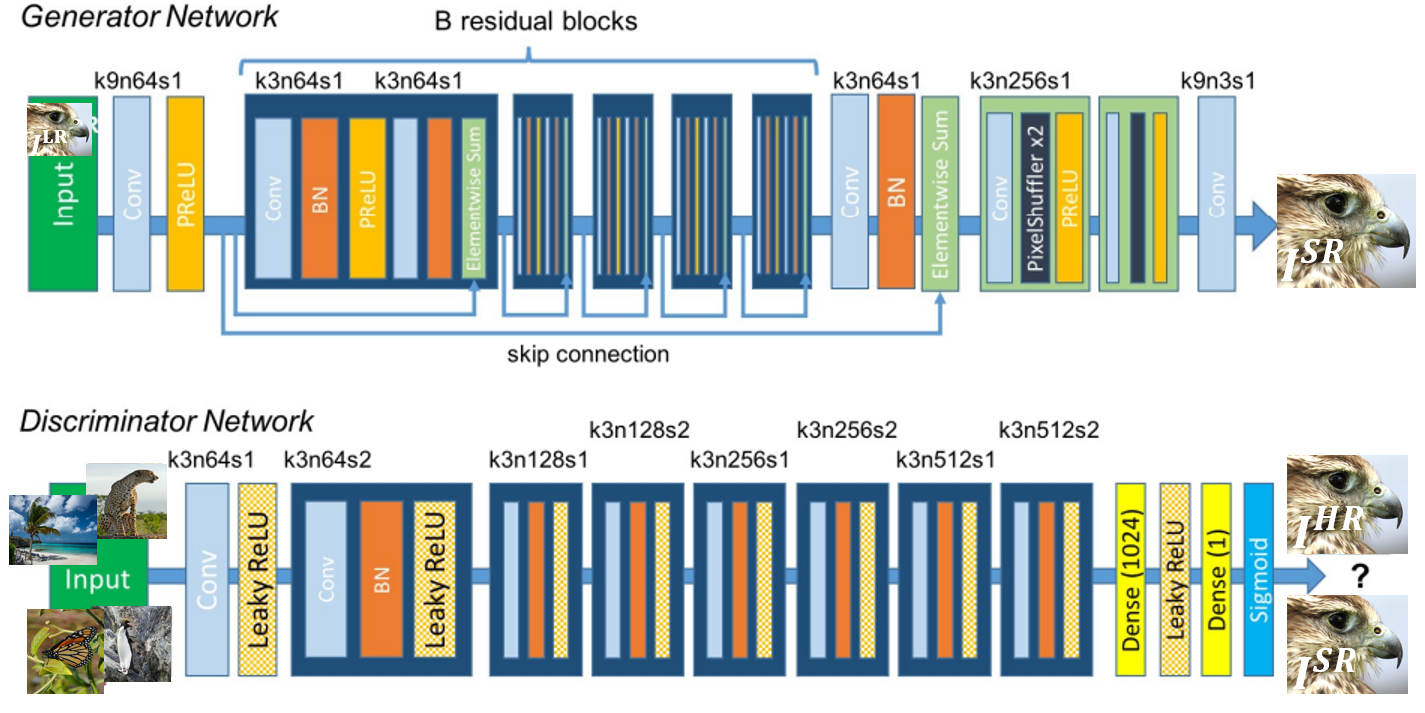 Generator Network
B residual blocks
k9n64s1
k3n64s1
k3n64s1
k3n64s1
k3n256s1
k9n3s1
I^LR
R
Input
Conv
PReLU
Conv
BN
PReLU
Elementwise Sum
Conv
BN
Elementwise Sum
Conv
PixelShuffler x2
PReLU
Conv
I^SR
skip connection
Discriminator Network
k3n64s1
k3n64s2
k3n128s1
k3n128s2
k3n256s1
k3n256s2
k3n512s1
k3n512s2
Input
Conv
Leaky ReLU
Conv
BN
Leaky ReLU
Dense (1024)
Leaky ReLU
Dense (1)
Sigmoid
I^HR
?
I^SR